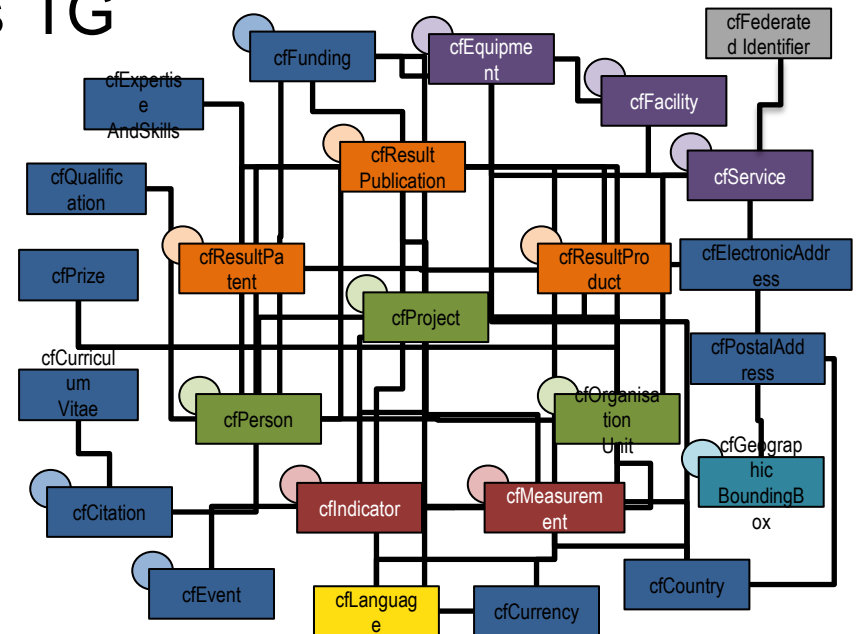 s TG
cfFunding
cfEquipme
nt
cfFederate
d Identifier
cfExpertis
e
AndSkills
cfFacility
cfResult
Publication
cfQualific
ation
cfService
cfResultPa
tent
cfResultPro
duct
cfElectronicAddr
ess
cfPrize
cfProject
cfPostalAdd
ress
cfCurricul
um
Vitae
cfPerson
cfOrganisa
tion
Unit
cfGeograp
hic
BoundingB
ox
cfCitation
cfIndicator
cfMeasurem
ent
cfEvent
cfLanguag
e
cfCurrency
cfCountry